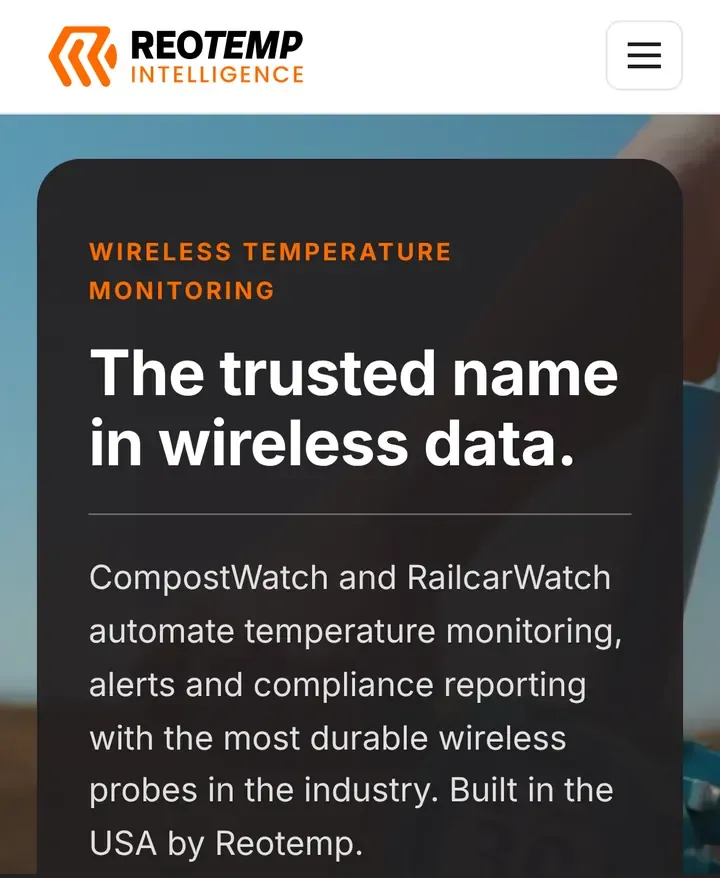 REOTEMP
INTELLIGENCE
WIRELESS TEMPERATURE
MONITORING
The trusted name
in wireless data.
CompostWatch and RailcarWatch
automate temperature monitoring,
alerts and compliance reporting
with the most durable wireless
probes in the industry. Built in the
USA by Reotemp.